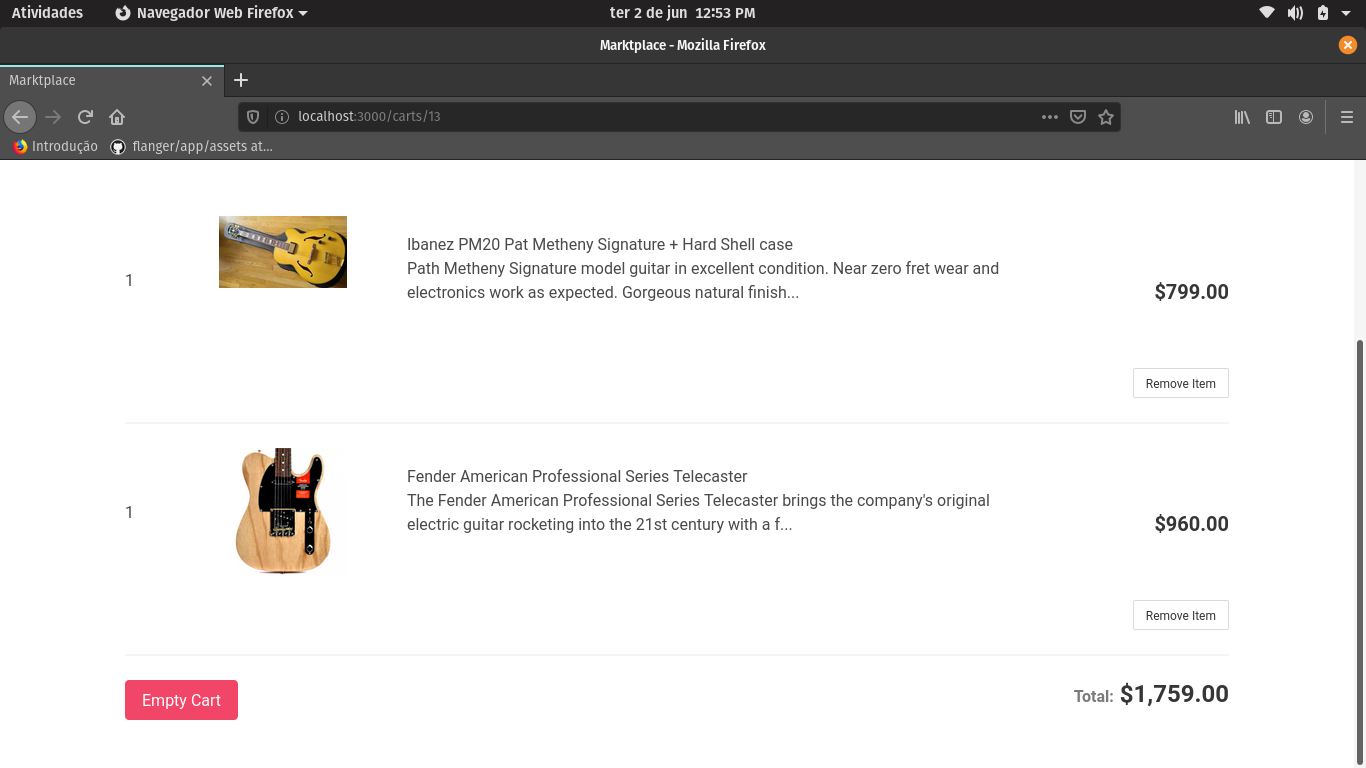 Atividades Navegador Web Firefox ter 2 de jun 12:53 PM
Marktplace - Mozilla Firefox
Marktplace
localhost:3000/carts/13
Introdução flanger/app/assets at...
Ibanez PM20 Pat Metheny Signature + Hard Shell case
Path Metheny Signature model guitar in excellent condition. Near zero fret wear and
1
electronics work as expected. Gorgeous natural finish...
$799.00
Remove Item
Fender American Professional Series Telecaster
The Fender American Professional Series Telecaster brings the company's original
1
electric guitar rocketing into the 21st century with a f...
$960.00
Remove Item
Empty Cart
Total: $1,759.00